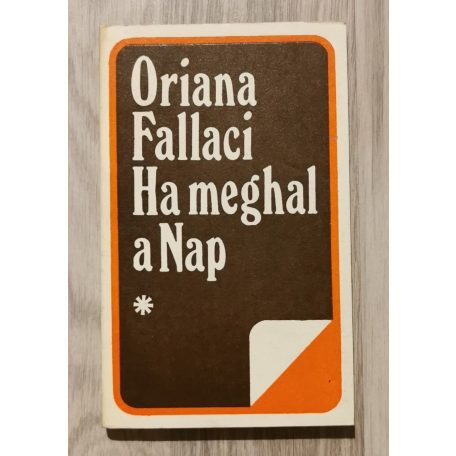 Oriana
Fallaci
Ha meghal
a Nap
*